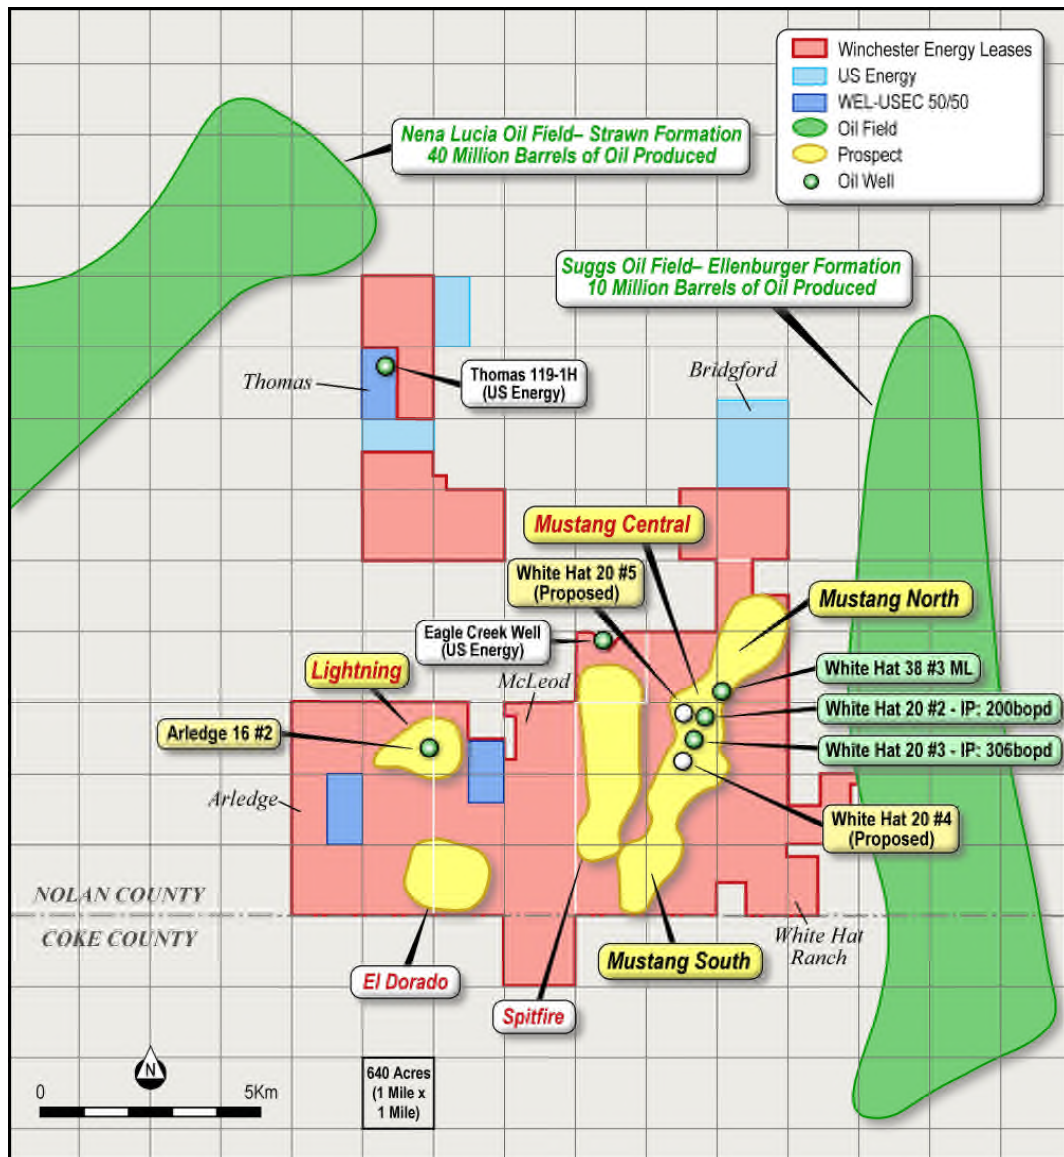 Winchester Energy Leases
US Energy
WEL-USEC 50/50
Oil Field
Prospect
Oil Well
Nena Lucia Oil Field– Strawn Formation
40 Million Barrels of Oil Produced
Suggs Oil Field– Ellenburger Formation
10 Million Barrels of Oil Produced
Thomas
Thomas 119-1H
(US Energy)
Bridgford
Mustang Central
White Hat 20 #5
(Proposed)
Mustang North
Eagle Creek Well
(US Energy)
Lightning
McLeod
White Hat 38 #3 ML
White Hat 20 #2 - IP: 200bopd
Arledge 16 #2
White Hat 20 #3 - IP: 306bopd
Arledge
White Hat 20 #4
(Proposed)
NOLAN COUNTY
COKE COUNTY
White Hat
Ranch
Mustang South
El Dorado
Spitfire
N
0
5Km
640 Acres
(1 Mile x
1 Mile)